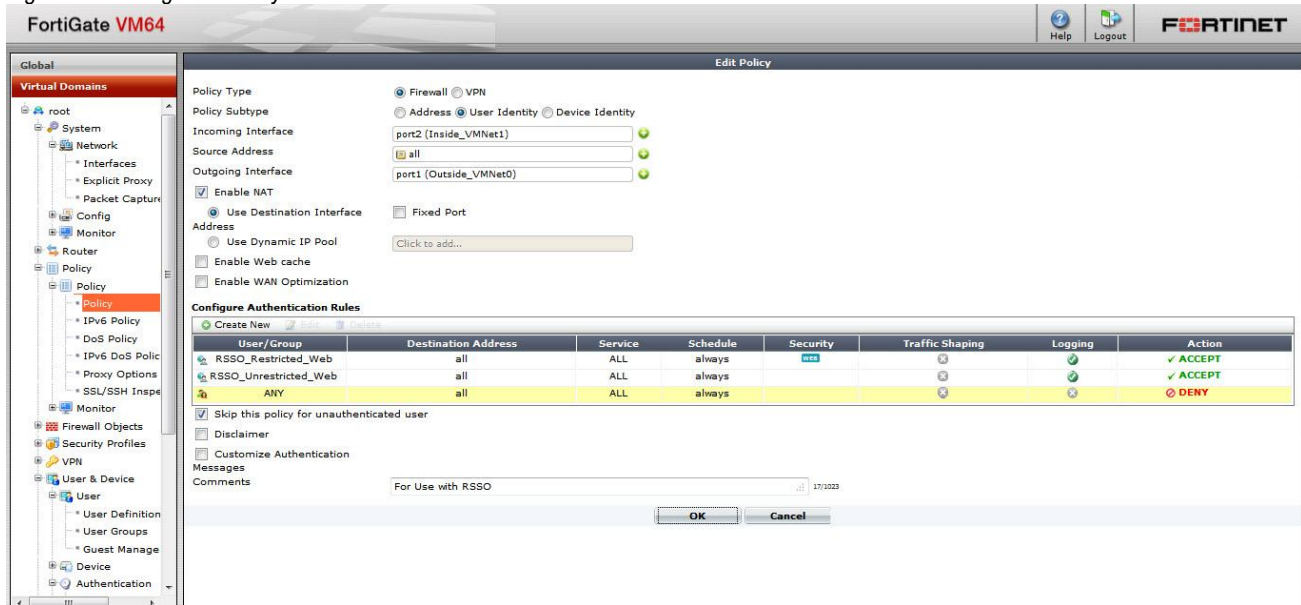 FortiGate VM64
Help
Logout
FORTINET
Global
Virtual Domains
root
System
Network
Interfaces
Explicit Proxy
Packet Capture
Config
Monitor
Router
Policy
Policy
Policy
IPv6 Policy
DoS Policy
IPv6 DoS Polic
Proxy Options
SSL/SSH Inspe
Monitor
Firewall Objects
Security Profiles
VPN
User & Device
User
User Definition
User Groups
Guest Manage
Device
Authentication
Edit Policy
Policy Type Firewall VPN
Policy Subtype Address User Identity Device Identity
Incoming Interface port2 (Inside_VMNet1)
Source Address all
Outgoing Interface port1 (Outside_VMNet0)
Enable NAT
Use Destination Interface Fixed Port
Address
Use Dynamic IP Pool Click to add...
Enable Web cache
Enable WAN Optimization
Configure Authentication Rules
Create New Edit Delete
User/Group Destination Address Service Schedule Security Traffic Shaping Logging Action
RSSO_Restricted_Web all ALL always WEB ACCEPT
RSSO_Unrestricted_Web all ALL always ACCEPT
ANY all ALL always DENY
Skip this policy for unauthenticated user
Disclaimer
Customize Authentication
Messages
Comments For Use with RSSO 17/1023
OK Cancel